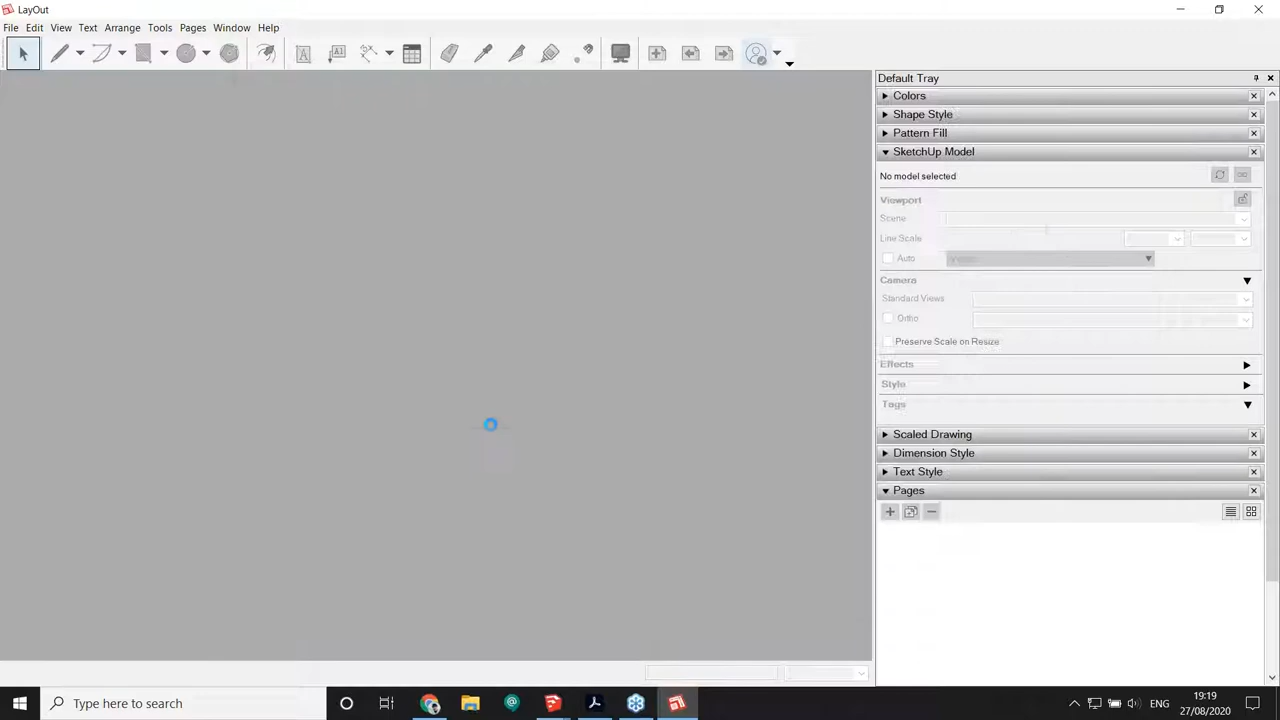 LayOut
File Edit View Text Arrange Tools Pages Window Help
A A1
Default Tray
Colors
Shape Style
Pattern Fill
SketchUp Model
No model selected
Viewport
Scene
Line Scale
Auto
Camera
Standard Views
Ortho
Preserve Scale on Resize
Effects
Style
Tags
Scaled Drawing
Dimension Style
Text Style
Pages
Type here to search
ENG
19:19
27/08/2020